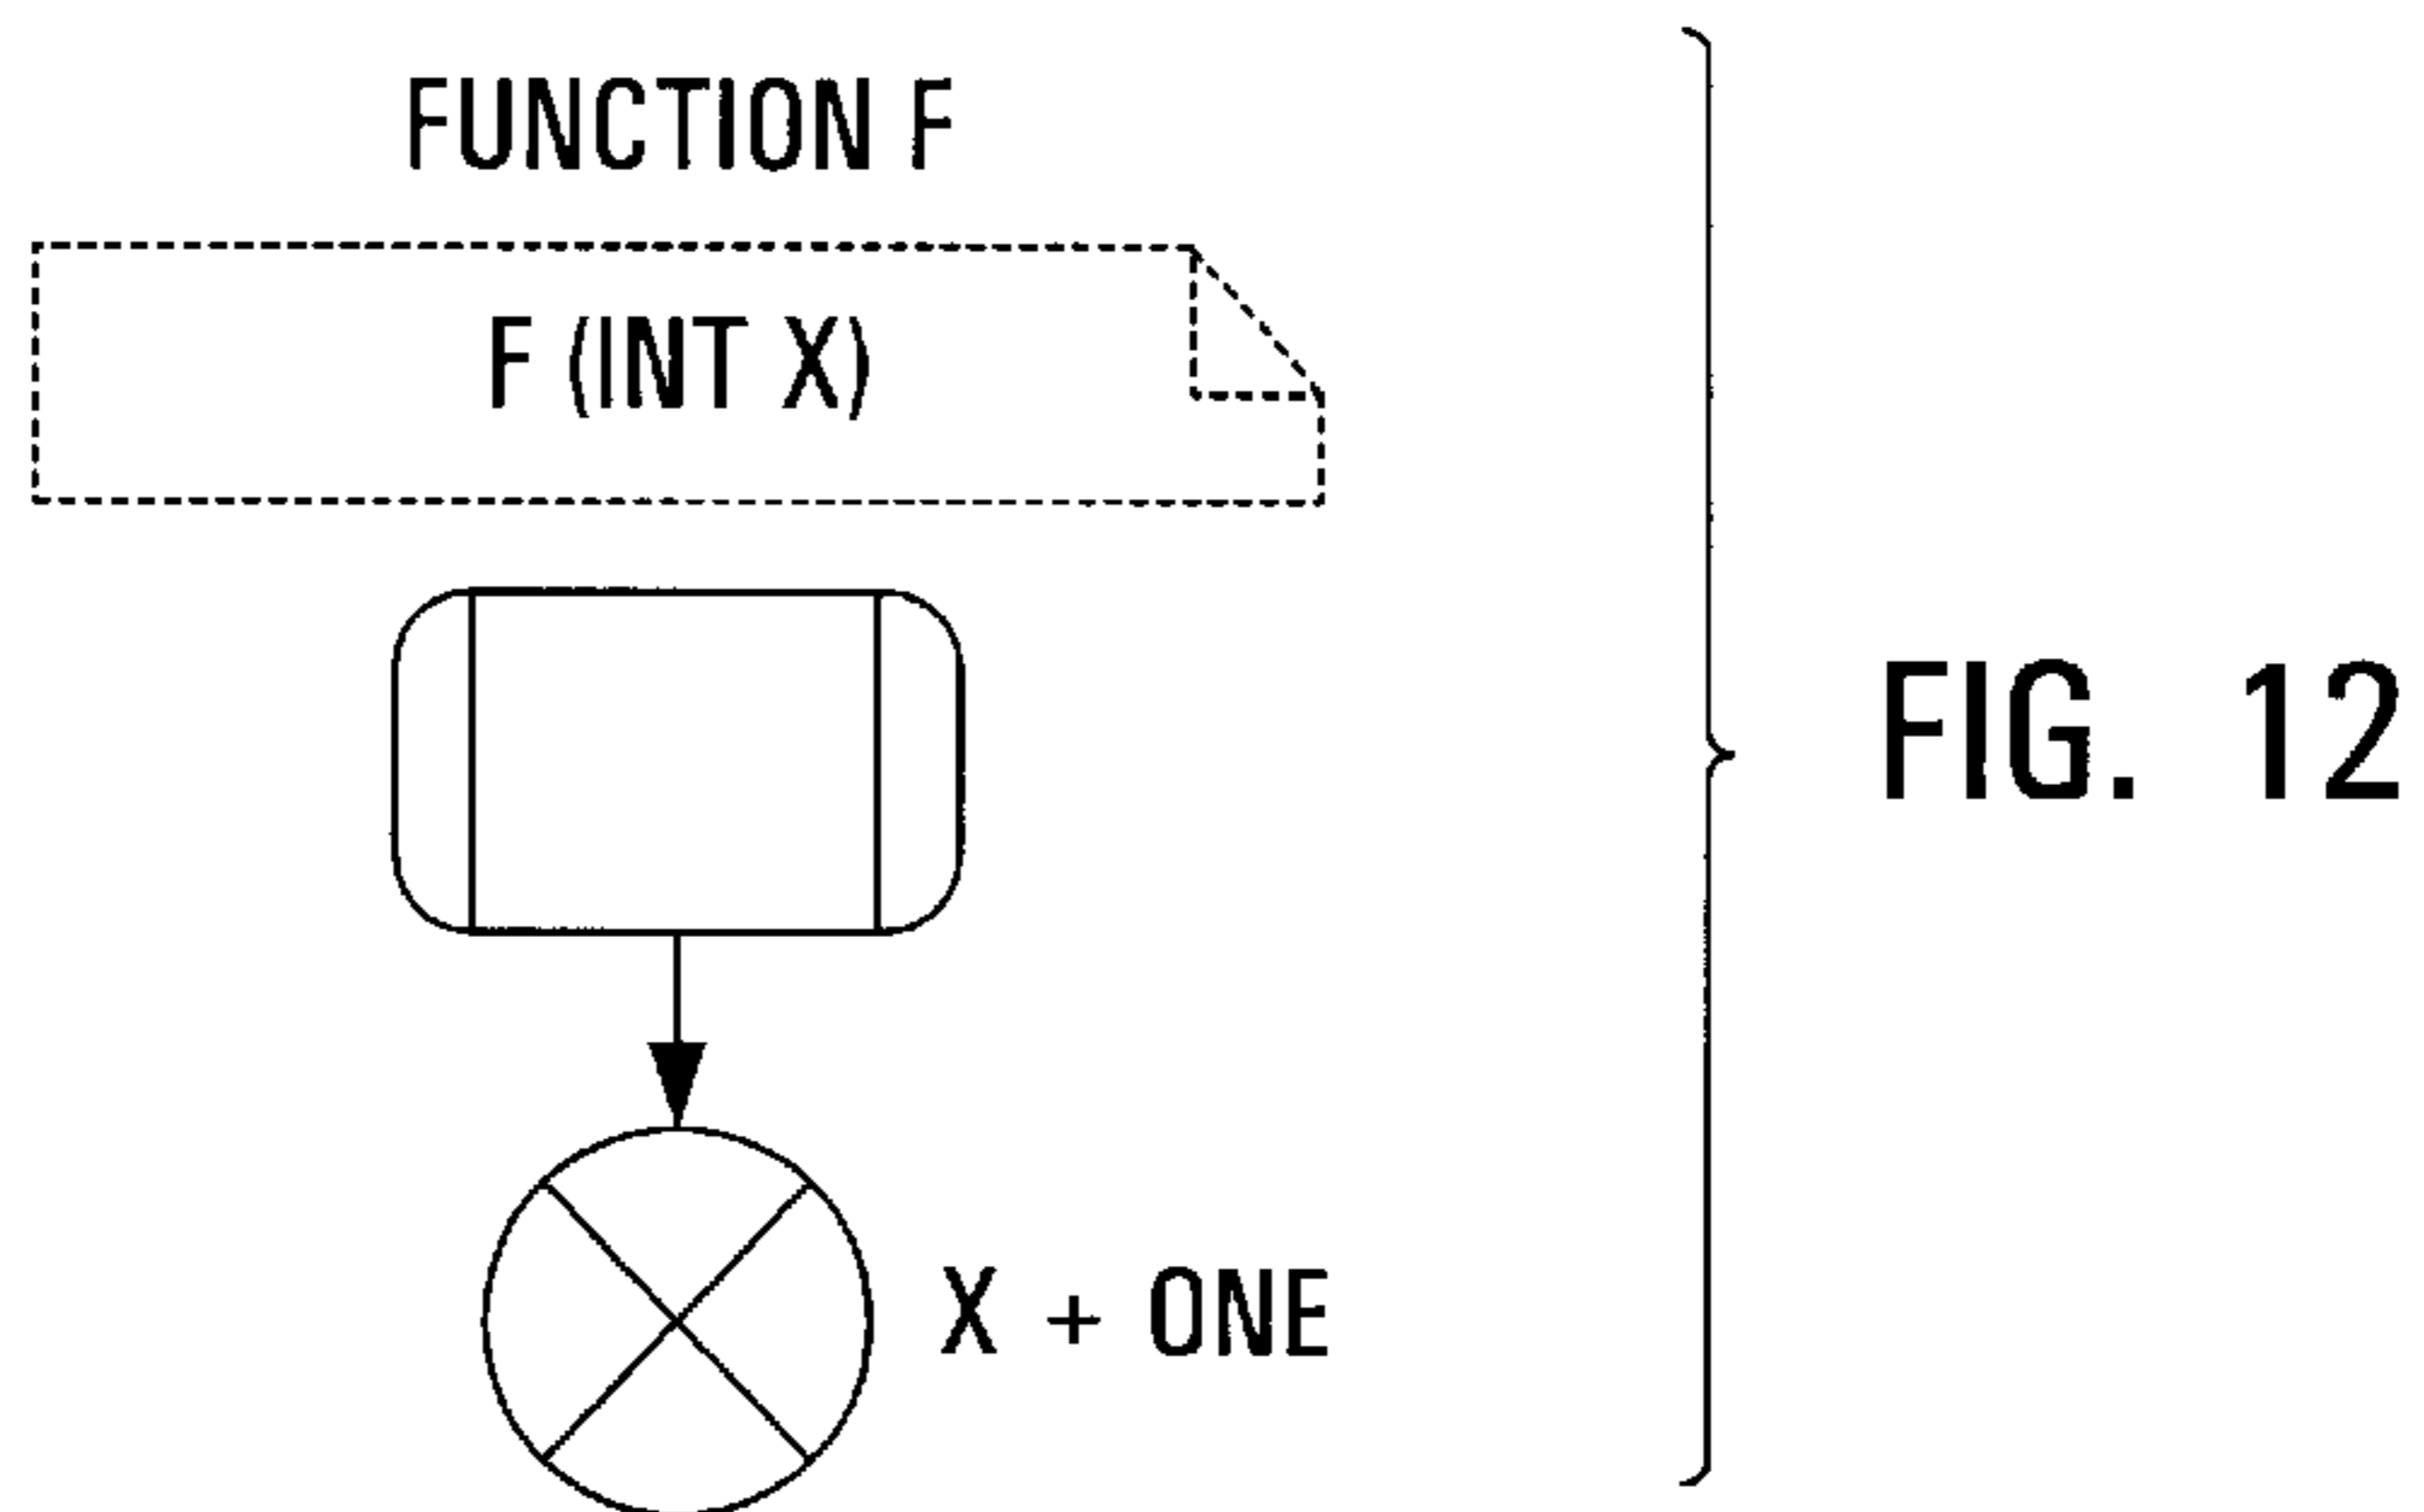 FUNCTION F
F (INT X)
X + ONE
FIG. 12